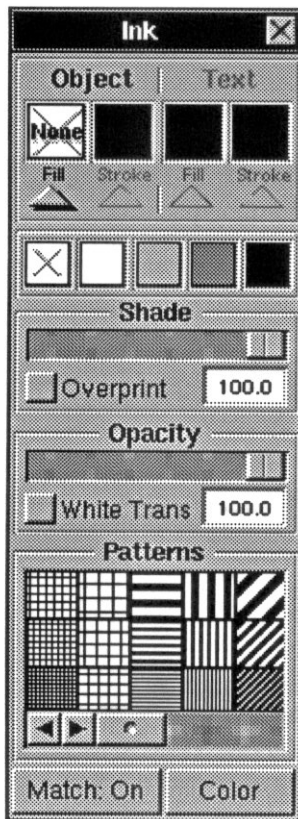 Ink
Object Text
None
Fill Stroke Fill Stroke
Shade
Overprint 100.0
Opacity
White Trans 100.0
Patterns
Match: On Color